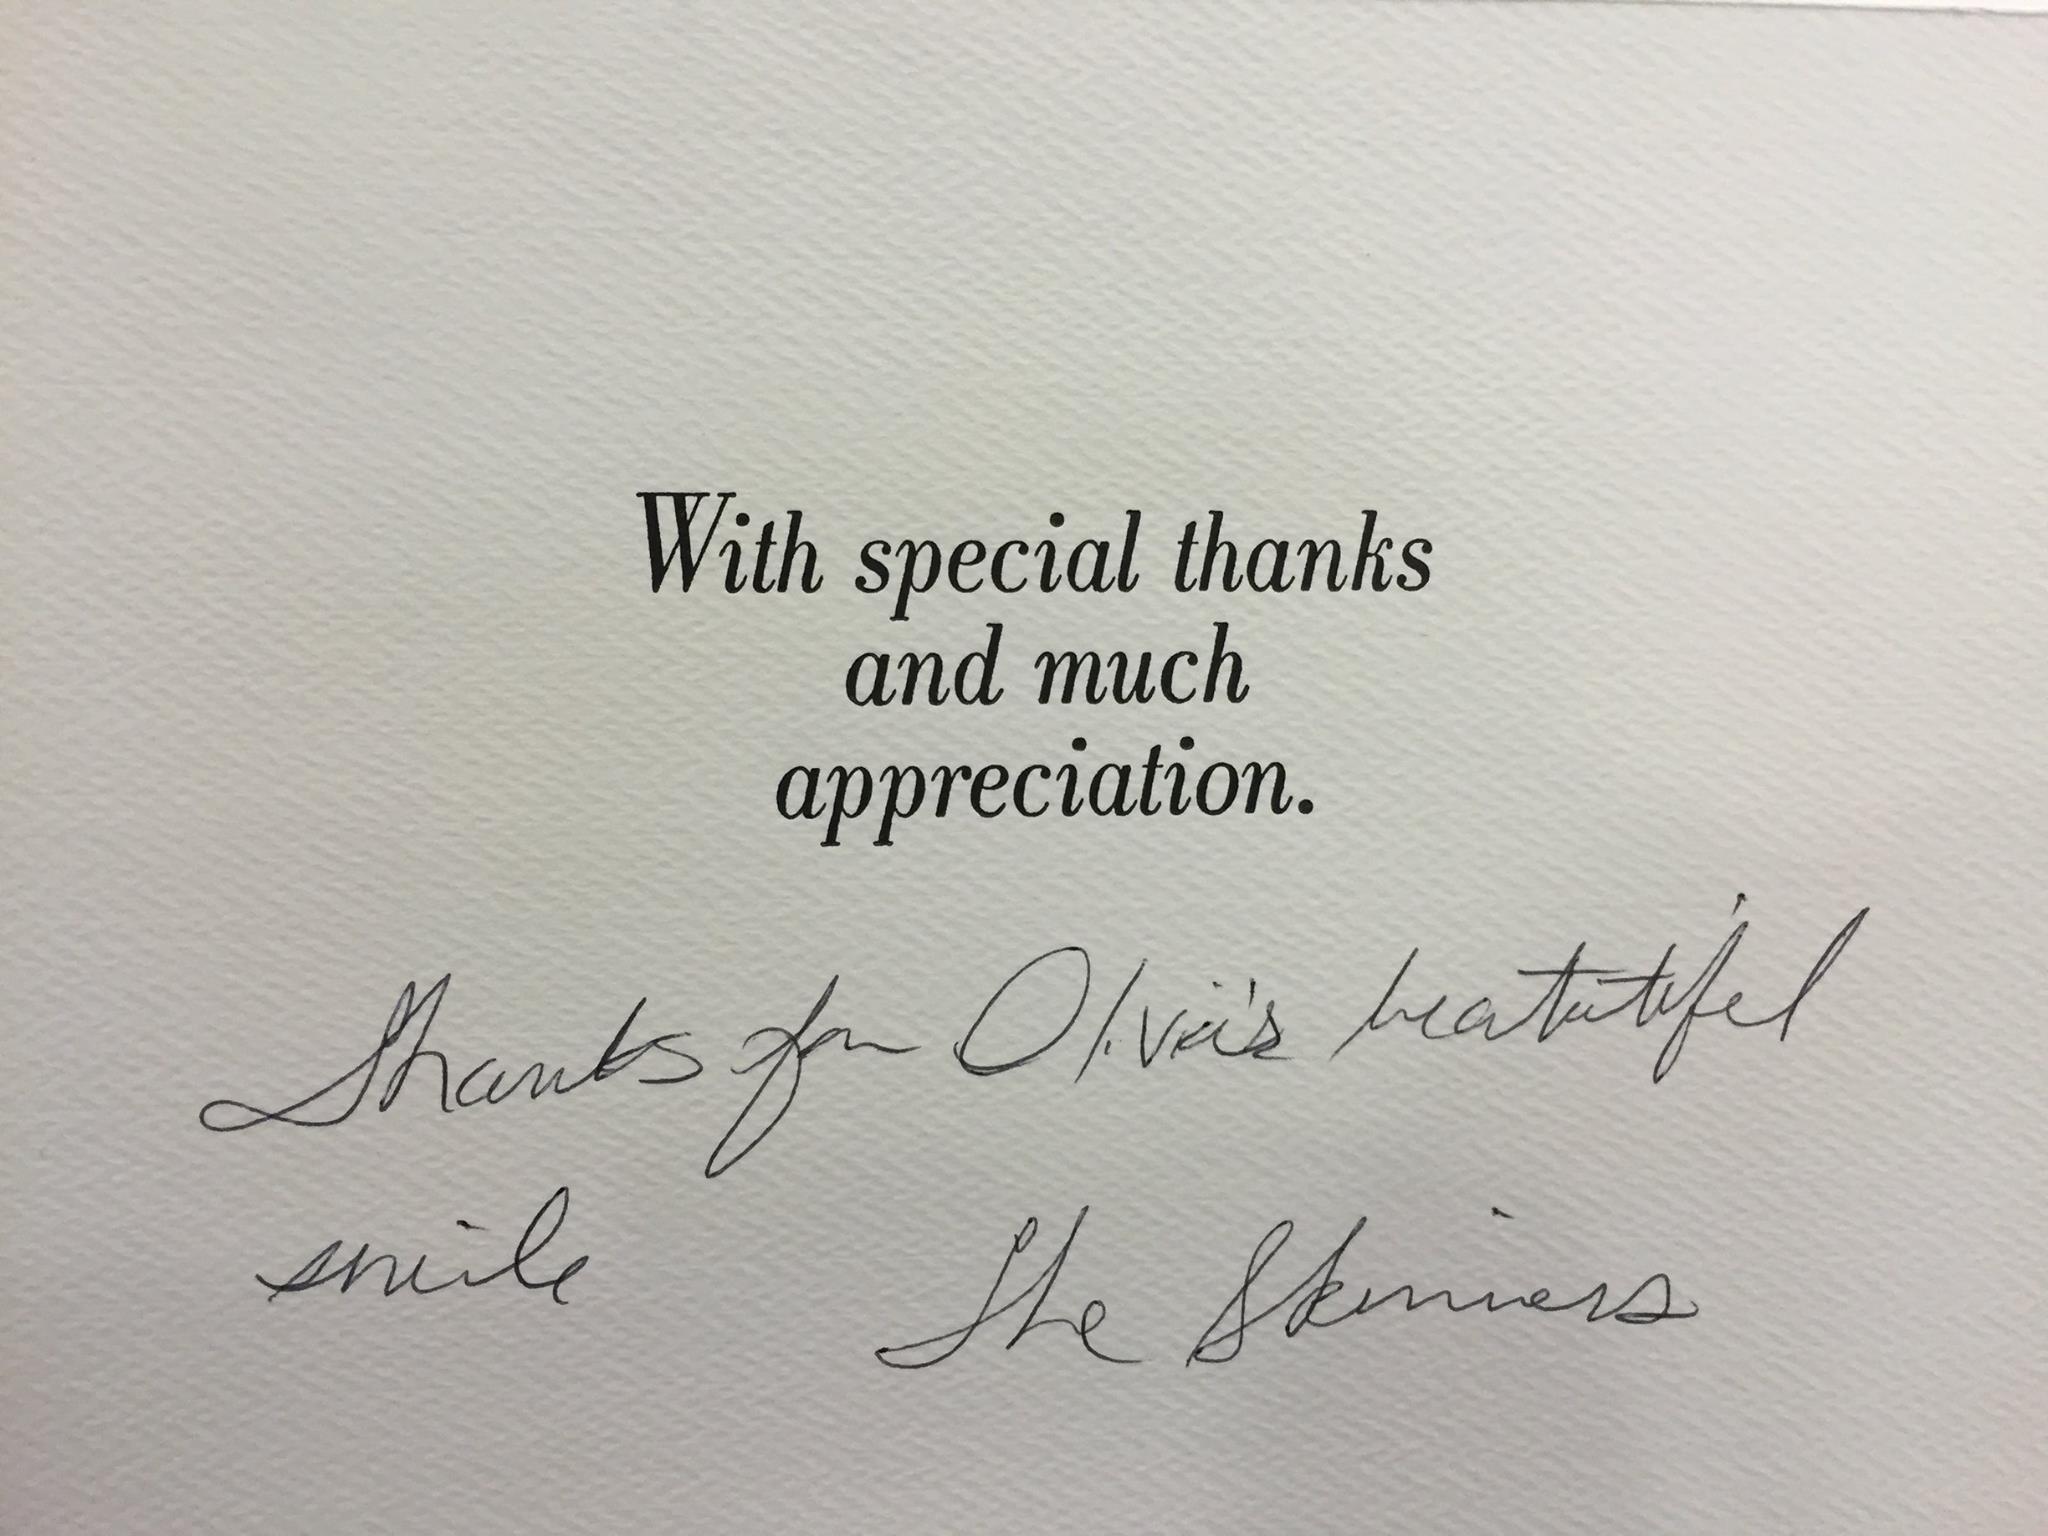 With special thanks
and much
appreciation.
Thanks for Olivia's beautiful
smile
The Skinners